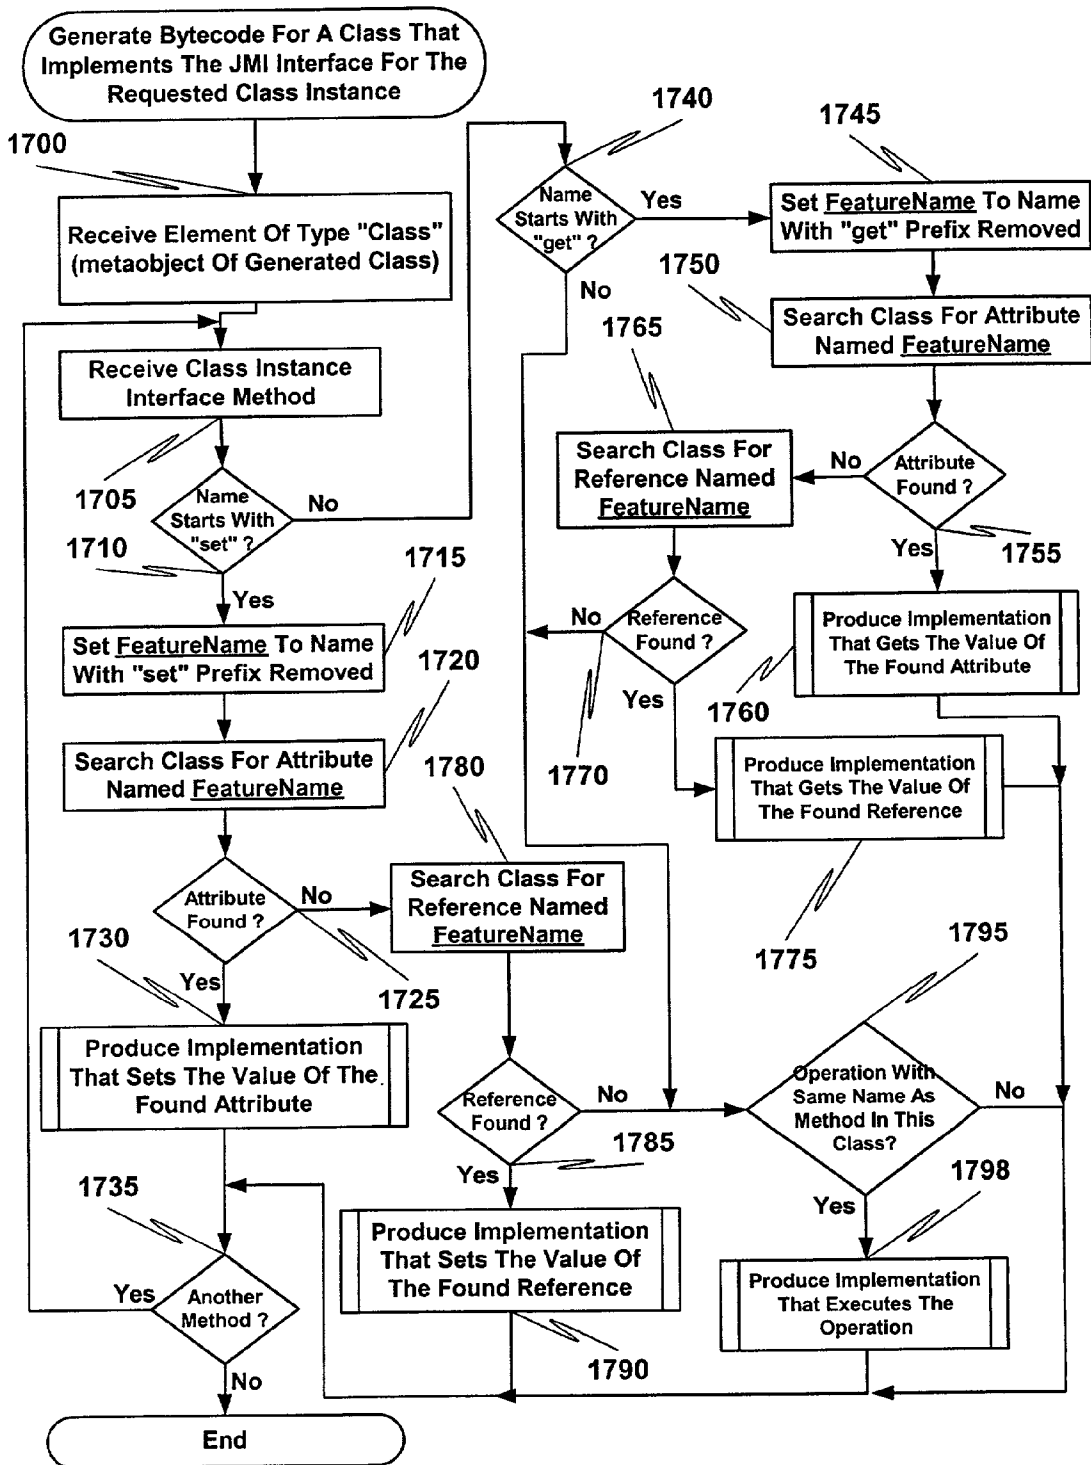 Generate Bytecode For A Class That
Implements The JMI Interface For The
Requested Class Instance
1700
Receive Element Of Type "Class"
(metaobject Of Generated Class)
Receive Class Instance
Interface Method
1705
Name
Starts With
"set" ?
No
1710
Yes
1715
Set FeatureName To Name
With "set" Prefix Removed
1720
Search Class For Attribute
Named FeatureName
Attribute
Found ?
No
1725
Yes
1730
Produce Implementation
That Sets The Value Of The
Found Attribute
1735
Another
Method ?
Yes
No
End
1780
Search Class For
Reference Named
FeatureName
Reference
Found ?
No
1785
Yes
Produce Implementation
That Sets The Value Of
The Found Reference
1790
1740
Name
Starts With
"get" ?
Yes
No
1745
Set FeatureName To Name
With "get" Prefix Removed
1750
Search Class For Attribute
Named FeatureName
Attribute
Found ?
No
Yes
1755
Produce Implementation
That Gets The Value Of
The Found Attribute
1760
1765
Search Class For
Reference Named
FeatureName
Reference
Found ?
No
Yes
1770
Produce Implementation
That Gets The Value Of
The Found Reference
1775
1795
Operation With
Same Name As
Method In This
Class?
No
Yes
1798
Produce Implementation
That Executes The
Operation